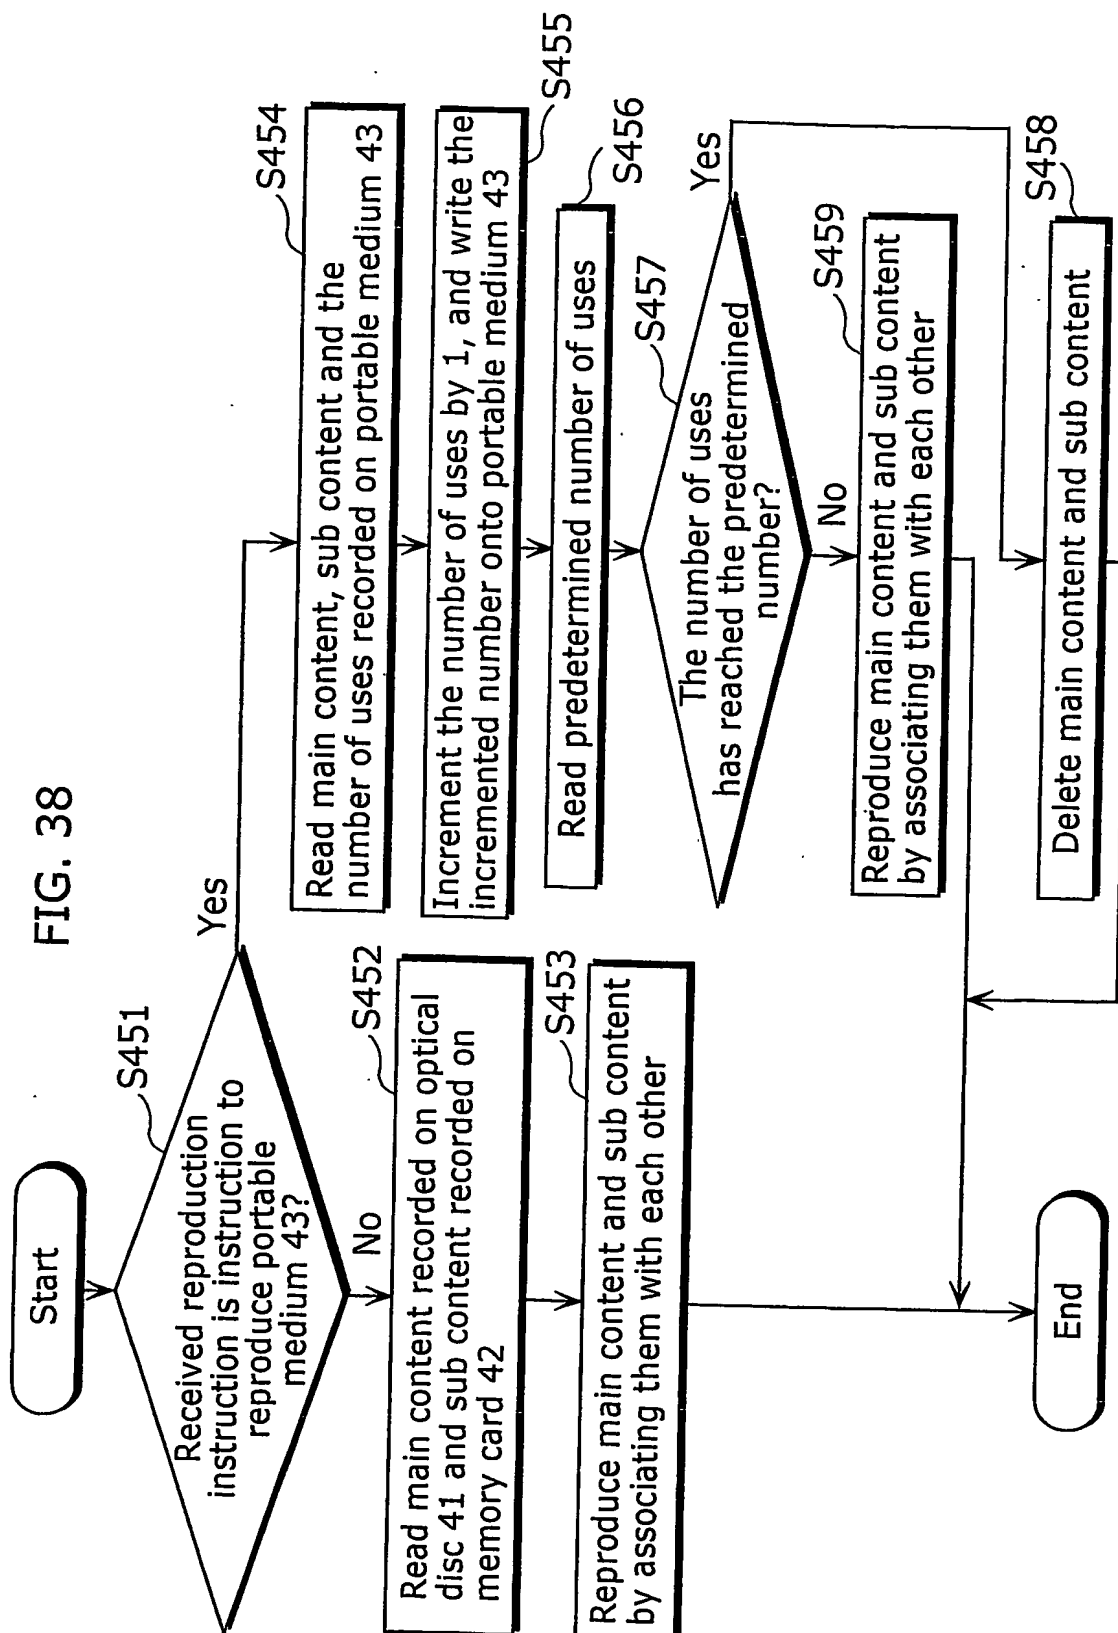 FIG. 38
Start
S451
Received reproduction
instruction is instruction to
reproduce portable
medium 43?
Yes
No
S452
Read main content recorded on optical
disc 41 and sub content recorded on
memory card 42
S453
Reproduce main content and sub content
by associating them with each other
S454
Read main content, sub content and the
number of uses recorded on portable medium 43
S455
Increment the number of uses by 1, and write the
incremented number onto portable medium 43
S456
Read predetermined number of uses
S457
The number of uses
has reached the predetermined
number?
Yes
No
S459
Reproduce main content and sub content
by associating them with each other
S458
Delete main content and sub content
End